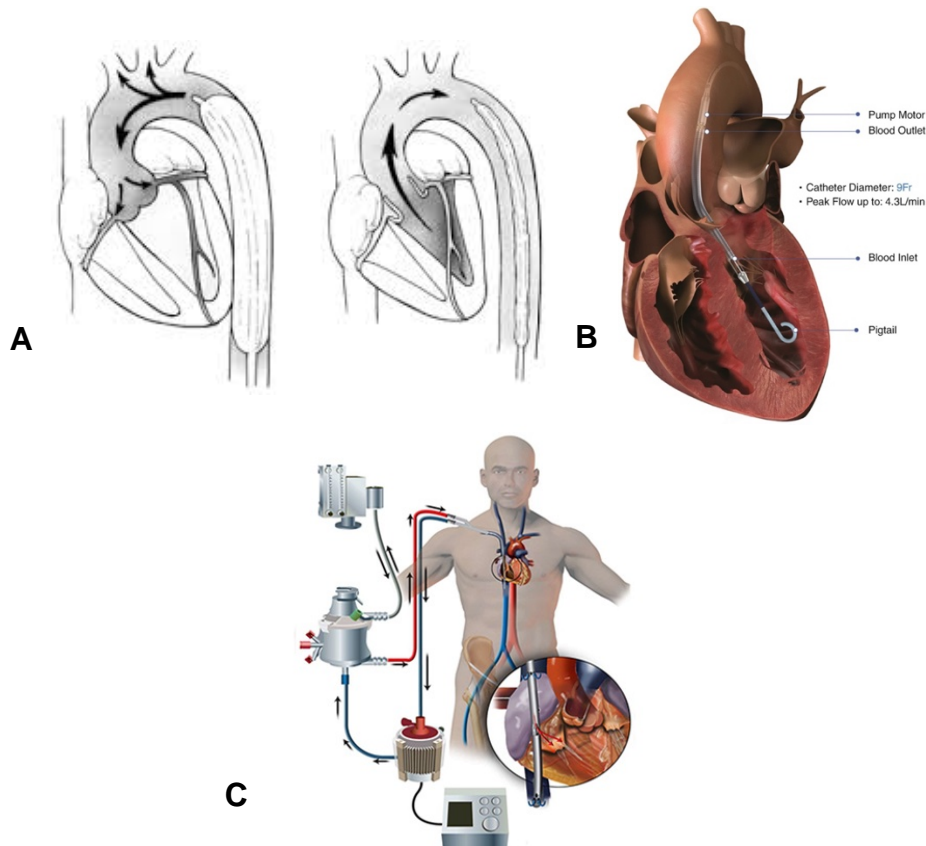 A
B
Pump Motor
Blood Outlet
• Catheter Diameter: 9Fr
• Peak Flow up to: 4.3L/min
Blood Inlet
Pigtail
C